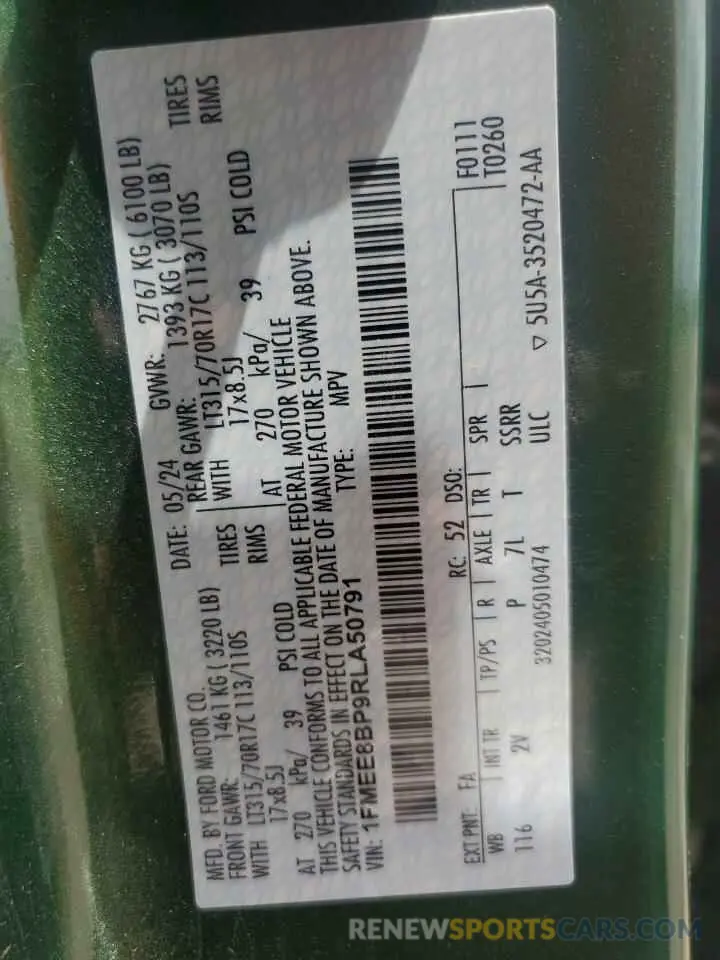 MFD. BY FORD MOTOR CO.
DATE: 05/24 GVWR: 2767 KG ( 6100 LB)
FRONT GAWR: 1461 KG ( 3220 LB)
REAR GAWR: 1393 KG ( 3070 LB)
WITH LT315/70R17C 113/110S TIRES
WITH LT315/70R17C 113/110S TIRES
17x8.5J RIMS
17x8.5J RIMS
AT 270 kPa/ 39 PSI COLD
AT 270 kPa/ 39 PSI COLD
THIS VEHICLE CONFORMS TO ALL APPLICABLE FEDERAL MOTOR VEHICLE
SAFETY STANDARDS IN EFFECT ON THE DATE OF MANUFACTURE SHOWN ABOVE.
VIN: 1FMEE8BP9RLA50791 TYPE: MPV
EXT PNT: FA RC: 52 DSO: F0111
WB INT TR TP/PS R AXLE TR SPR T0260
116 2V P 7L T SSRR
3202405010474 ULC ▽ 5U5A-3520472-AA
RENEWSPORTSCARS.COM